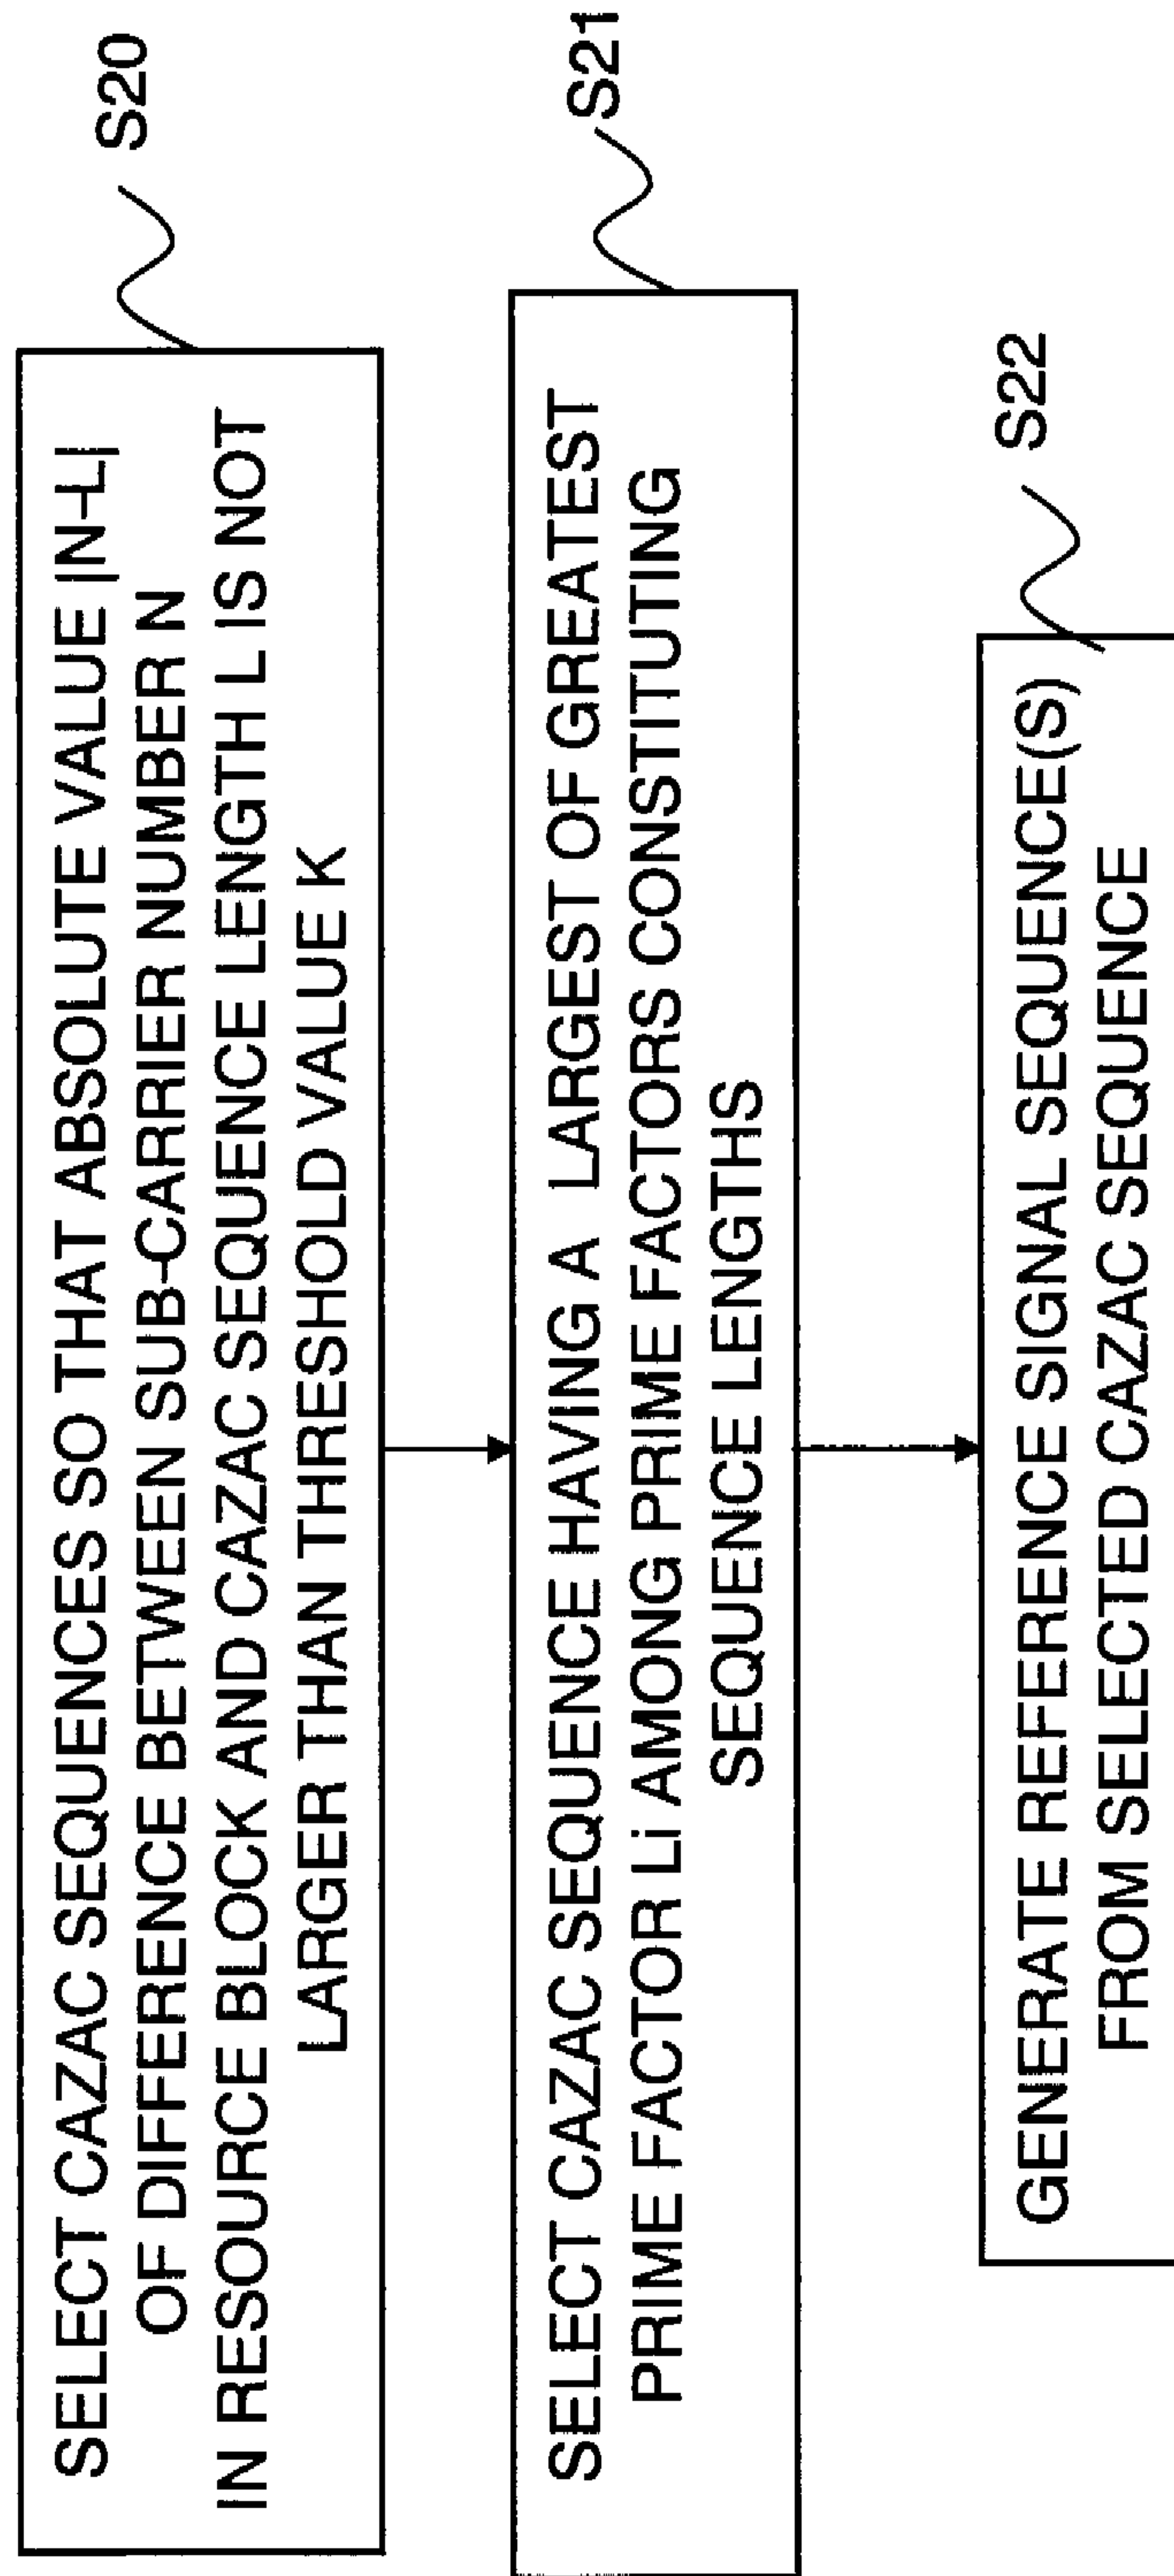 SELECT CAZAC SEQUENCES SO THAT ABSOLUTE VALUE |N-L|
OF DIFFERENCE BETWEEN SUB-CARRIER NUMBER N
IN RESOURCE BLOCK AND CAZAC SEQUENCE LENGTH L IS NOT
LARGER THAN THRESHOLD VALUE K
S20
SELECT CAZAC SEQUENCE HAVING A LARGEST OF GREATEST
PRIME FACTOR Li AMONG PRIME FACTORS CONSTITUTING
SEQUENCE LENGTHS
S21
GENERATE REFERENCE SIGNAL SEQUENCE(S)
FROM SELECTED CAZAC SEQUENCE
S22